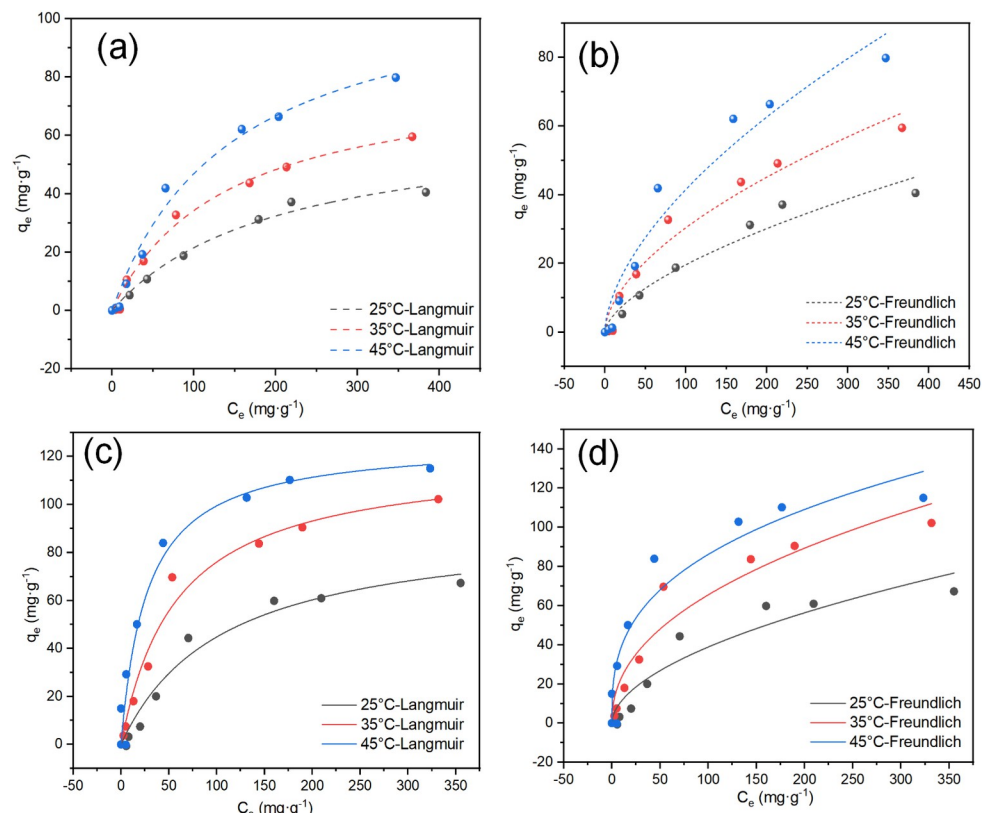 (a)
100
80
60
40
20
0
-20
qe (mg·g-1)
0
100
200
300
400
Ce (mg·g-1)
25°C-Langmuir
35°C-Langmuir
45°C-Langmuir
(b)
80
60
40
20
0
qe (mg·g-1)
-50
0
50
100
150
200
250
300
350
400
450
Ce (mg·g-1)
25°C-Freundlich
35°C-Freundlich
45°C-Freundlich
(c)
120
100
80
60
40
20
0
qe (mg·g-1)
-50
0
50
100
150
200
250
300
350
Ce (mg·g-1)
25°C-Langmuir
35°C-Langmuir
45°C-Langmuir
(d)
140
120
100
80
60
40
20
0
-20
qe (mg·g-1)
-50
0
50
100
150
200
250
300
350
Ce (mg·g-1)
25°C-Freundlich
35°C-Freundlich
45°C-Freundlich